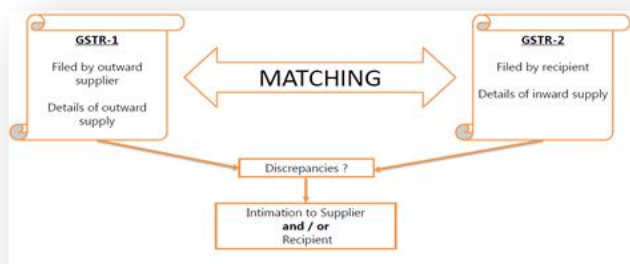 GSTR-1
Filed by outward
supplier
Details of outward
supply
MATCHING
GSTR-2
Filed by recipient
Details of inward supply
Discrepancies ?
Intimation to Supplier
and / or
Recipient